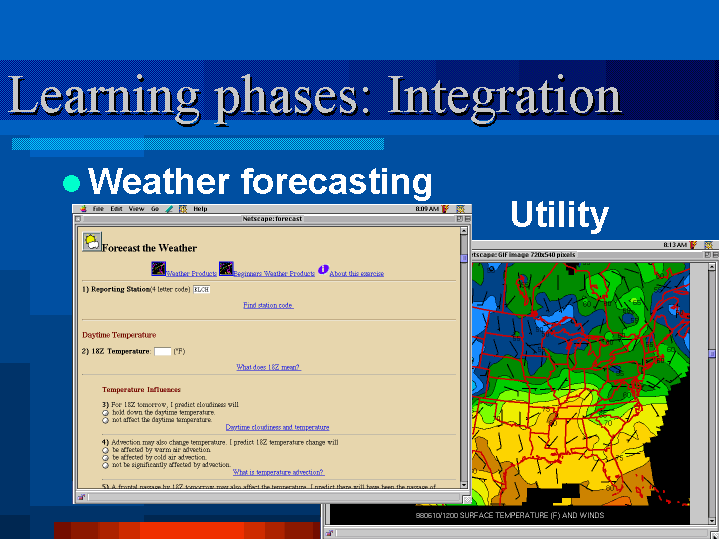 Learning phases: Integration
Weather forecasting
Utility
File Edit View Go Help 8:09 AM
Netscape: forecast
8:13 AM
tscape: GIF image 720x540 pixels
Forecast the Weather
Weather Products Beginners Weather Products About this exercise
1) Reporting Station(4 letter code) KLCH
Find station code
Daytime Temperature
2) 18Z Temperature: (°F)
What does 18Z mean?
Temperature Influences
3) For 18Z tomorrow, I predict cloudiness will
hold down the daytime temperature.
not affect the daytime temperature.
Daytime cloudiness and temperature
4) Advection may also change temperature. I predict 18Z temperature change will
be affected by warm air advection.
be affected by cold air advection.
not be significantly affected by advection.
What is temperature advection?
5) A frontal passage by 18Z tomorrow may also affect the temperature. I predict there will have been the passage of
880610/1200 SURFACE TEMPERATURE (F) AND WINDS